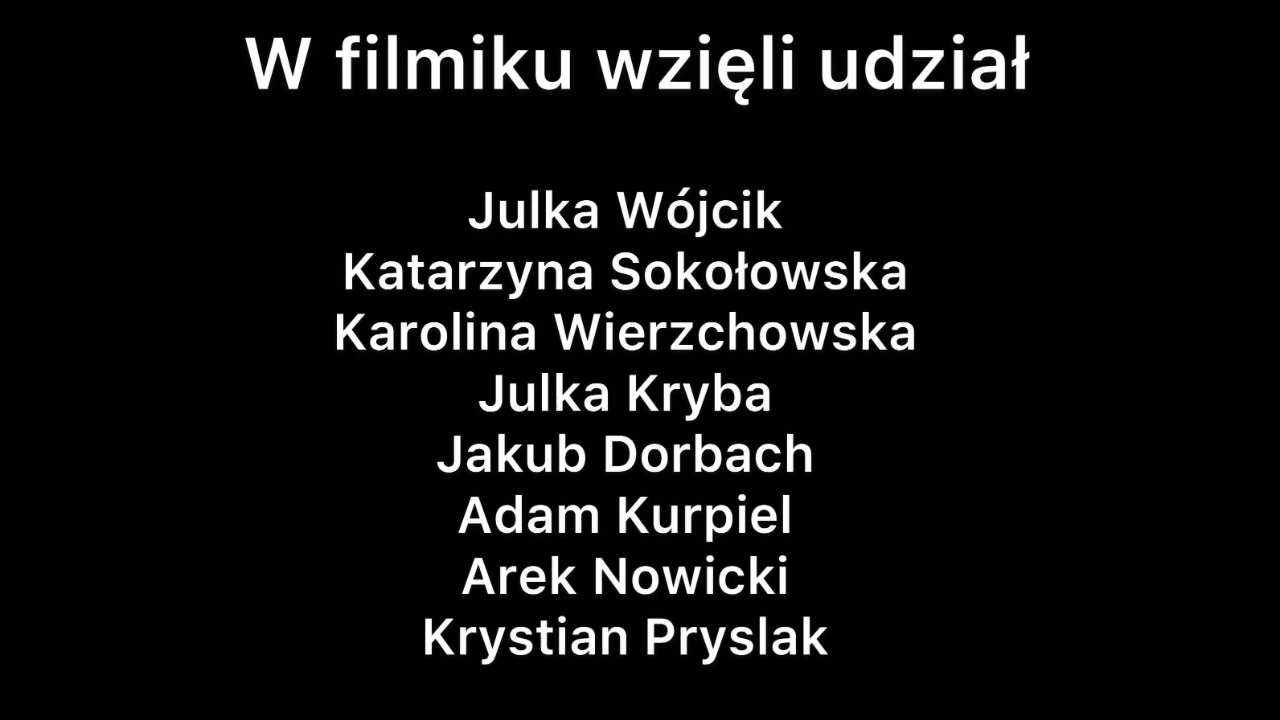 W filmiku wzięli udział
Julka Wójcik
Katarzyna Sokołowska
Karolina Wierzchowska
Julka Kryba
Jakub Dorbach
Adam Kurpiel
Arek Nowicki
Krystian Pryslak